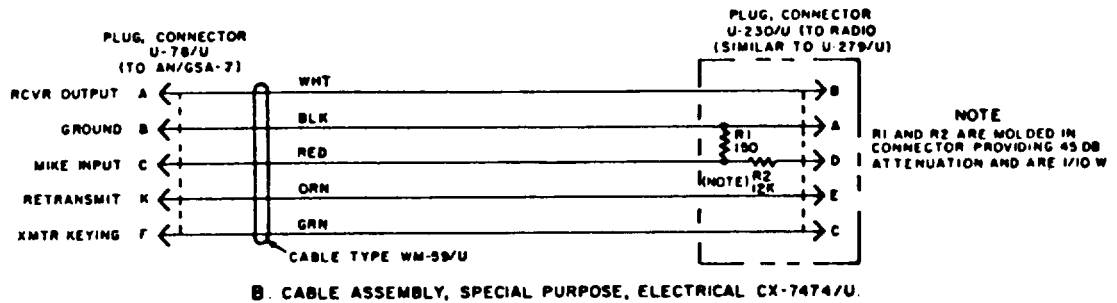 PLUG, CONNECTOR
U-230/U (TO RADIO
(SIMILAR TO U-279/U)
PLUG, CONNECTOR
U-78/U
(TO AN/GSA-7)
RCVR OUTPUT A WHT B
GROUND B BLK A
R1
150
MIKE INPUT C RED D
R2
12K
(NOTE)
RETRANSMIT K ORN E
XMTR KEYING F GRN C
CABLE TYPE WM-59/U
NOTE
R1 AND R2 ARE MOLDED IN
CONNECTOR PROVIDING 45 DB
ATTENUATION AND ARE 1/10 W
B. CABLE ASSEMBLY, SPECIAL PURPOSE, ELECTRICAL CX-7474/U.